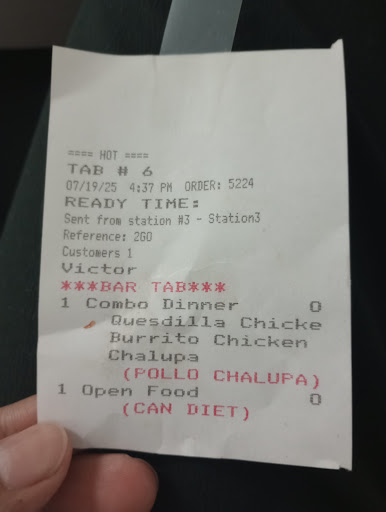 ==== HOT ====
TAB # 6
07/19/25 4:37 PM ORDER: 5224
READY TIME:
Sent from station #3 - Station3
Reference: 2GO
Customers 1
Victor
***BAR TAB***
1 Combo Dinner 0
Quesdilla Chicke
Burrito Chicken
Chalupa
(POLLO CHALUPA)
1 Open Food 0
(CAN DIET)